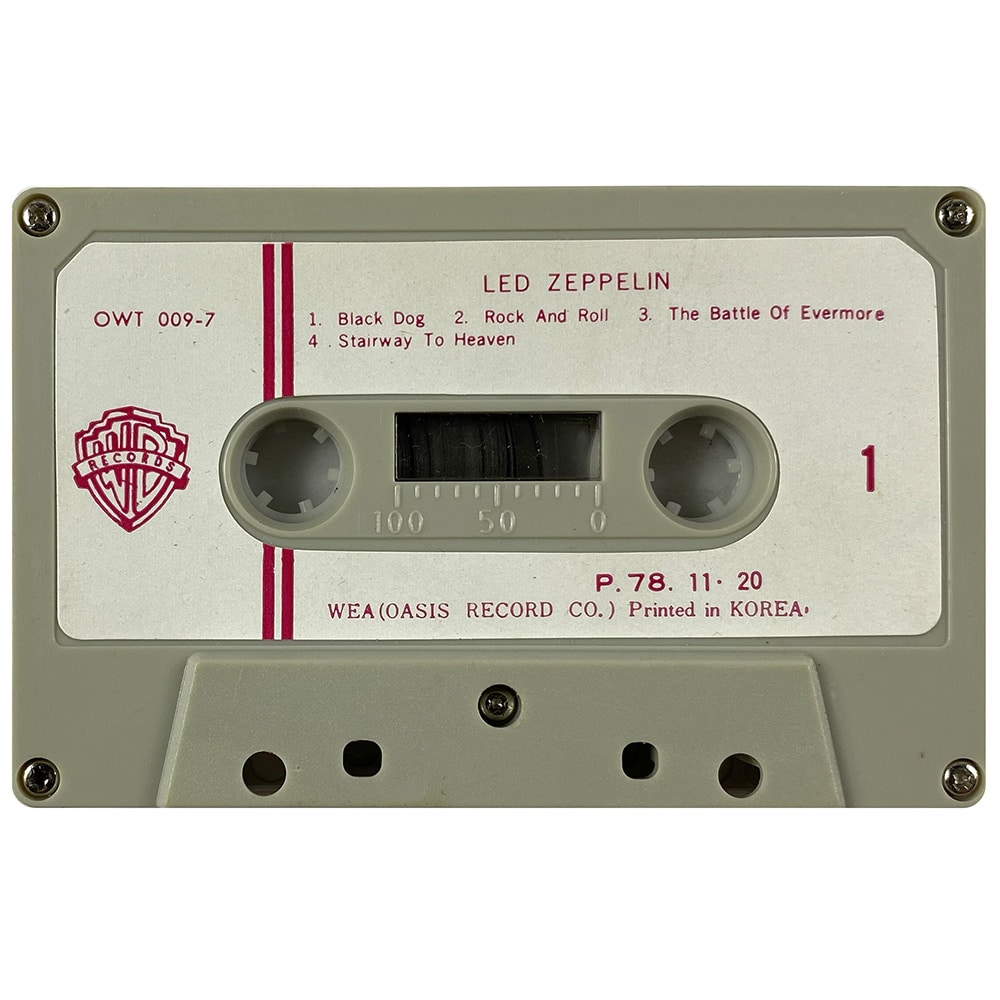 LED ZEPPELIN
OWT 009-7
1. Black Dog 2. Rock And Roll 3. The Battle Of Evermore
4 . Stairway To Heaven
WB
RECORDS
1
100 50 0
P. 78. 11· 20
WEA (OASIS RECORD CO.) Printed in KOREA.